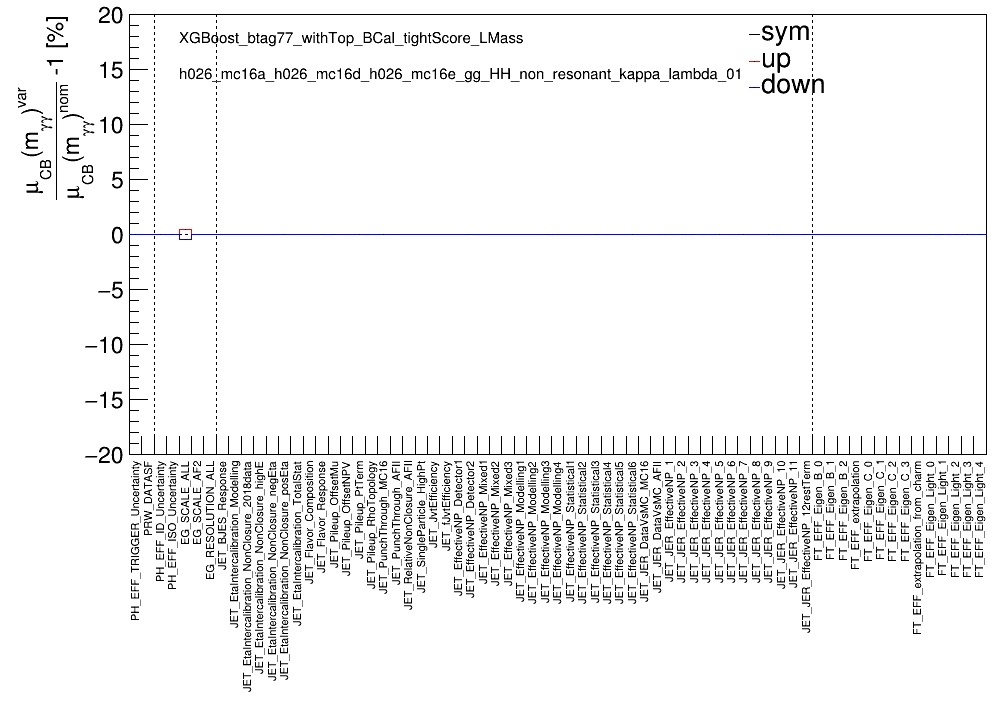 μ_CB(m_γγ)^var
μ_CB(m_γγ)^nom -1 [%]
20
15
10
5
0
−5
−10
−15
−20
XGBoost_btag77_withTop_BCal_tightScore_LMass
h026_mc16a_h026_mc16d_h026_mc16e_gg_HH_non_resonant_kappa_lambda_01
sym
up
down
PH_EFF_TRIGGER_Uncertainty
PRW_DATASF
PH_EFF_ID_Uncertainty
PH_EFF_ISO_Uncertainty
EG_SCALE_ALL
EG_SCALE_AF2
EG_RESOLUTION_ALL
JET_BJES_Response
JET_EtaIntercalibration_Modelling
JET_EtaIntercalibration_NonClosure_2018data
JET_EtaIntercalibration_NonClosure_highE
JET_EtaIntercalibration_NonClosure_negEta
JET_EtaIntercalibration_NonClosure_posEta
JET_EtaIntercalibration_TotalStat
JET_Flavor_Composition
JET_Flavor_Response
JET_Pileup_OffsetMu
JET_Pileup_OffsetNPV
JET_Pileup_PtTerm
JET_Pileup_RhoTopology
JET_PunchThrough_MC16
JET_PunchThrough_AFII
JET_RelativeNonClosure_AFII
JET_SingleParticle_HighPt
JET_JvtEfficiency
JET_fJvtEfficiency
JET_EffectiveNP_Detector1
JET_EffectiveNP_Detector2
JET_EffectiveNP_Mixed1
JET_EffectiveNP_Mixed2
JET_EffectiveNP_Mixed3
JET_EffectiveNP_Modelling1
JET_EffectiveNP_Modelling2
JET_EffectiveNP_Modelling3
JET_EffectiveNP_Modelling4
JET_EffectiveNP_Statistical1
JET_EffectiveNP_Statistical2
JET_EffectiveNP_Statistical3
JET_EffectiveNP_Statistical4
JET_EffectiveNP_Statistical5
JET_EffectiveNP_Statistical6
JET_JER_DataVsMC_MC16
JET_JER_DataVsMC_AFII
JET_JER_EffectiveNP_1
JET_JER_EffectiveNP_2
JET_JER_EffectiveNP_3
JET_JER_EffectiveNP_4
JET_JER_EffectiveNP_5
JET_JER_EffectiveNP_6
JET_JER_EffectiveNP_7
JET_JER_EffectiveNP_8
JET_JER_EffectiveNP_9
JET_JER_EffectiveNP_10
JET_JER_EffectiveNP_11
JET_JER_EffectiveNP_12restTerm
FT_EFF_Eigen_B_0
FT_EFF_Eigen_B_1
FT_EFF_Eigen_B_2
FT_EFF_extrapolation
FT_EFF_Eigen_C_0
FT_EFF_Eigen_C_1
FT_EFF_Eigen_C_2
FT_EFF_Eigen_C_3
FT_EFF_extrapolation_from_charm
FT_EFF_Eigen_Light_0
FT_EFF_Eigen_Light_1
FT_EFF_Eigen_Light_2
FT_EFF_Eigen_Light_3
FT_EFF_Eigen_Light_4